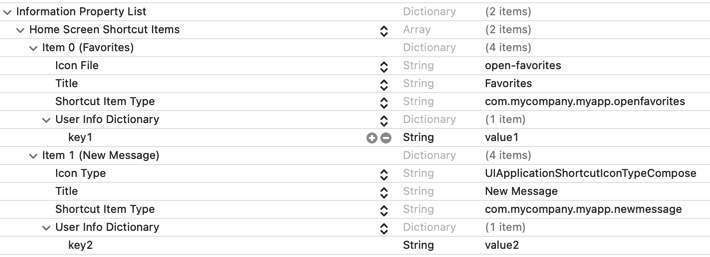 Information Property List Dictionary (2 items)
Home Screen Shortcut Items Array (2 items)
Item 0 (Favorites) Dictionary (4 items)
Icon File String open-favorites
Title String Favorites
Shortcut Item Type String com.mycompany.myapp.openfavorites
User Info Dictionary Dictionary (1 item)
key1 String value1
Item 1 (New Message) Dictionary (4 items)
Icon Type String UIApplicationShortcutIconTypeCompose
Title String New Message
Shortcut Item Type String com.mycompany.myapp.newmessage
User Info Dictionary Dictionary (1 item)
key2 String value2